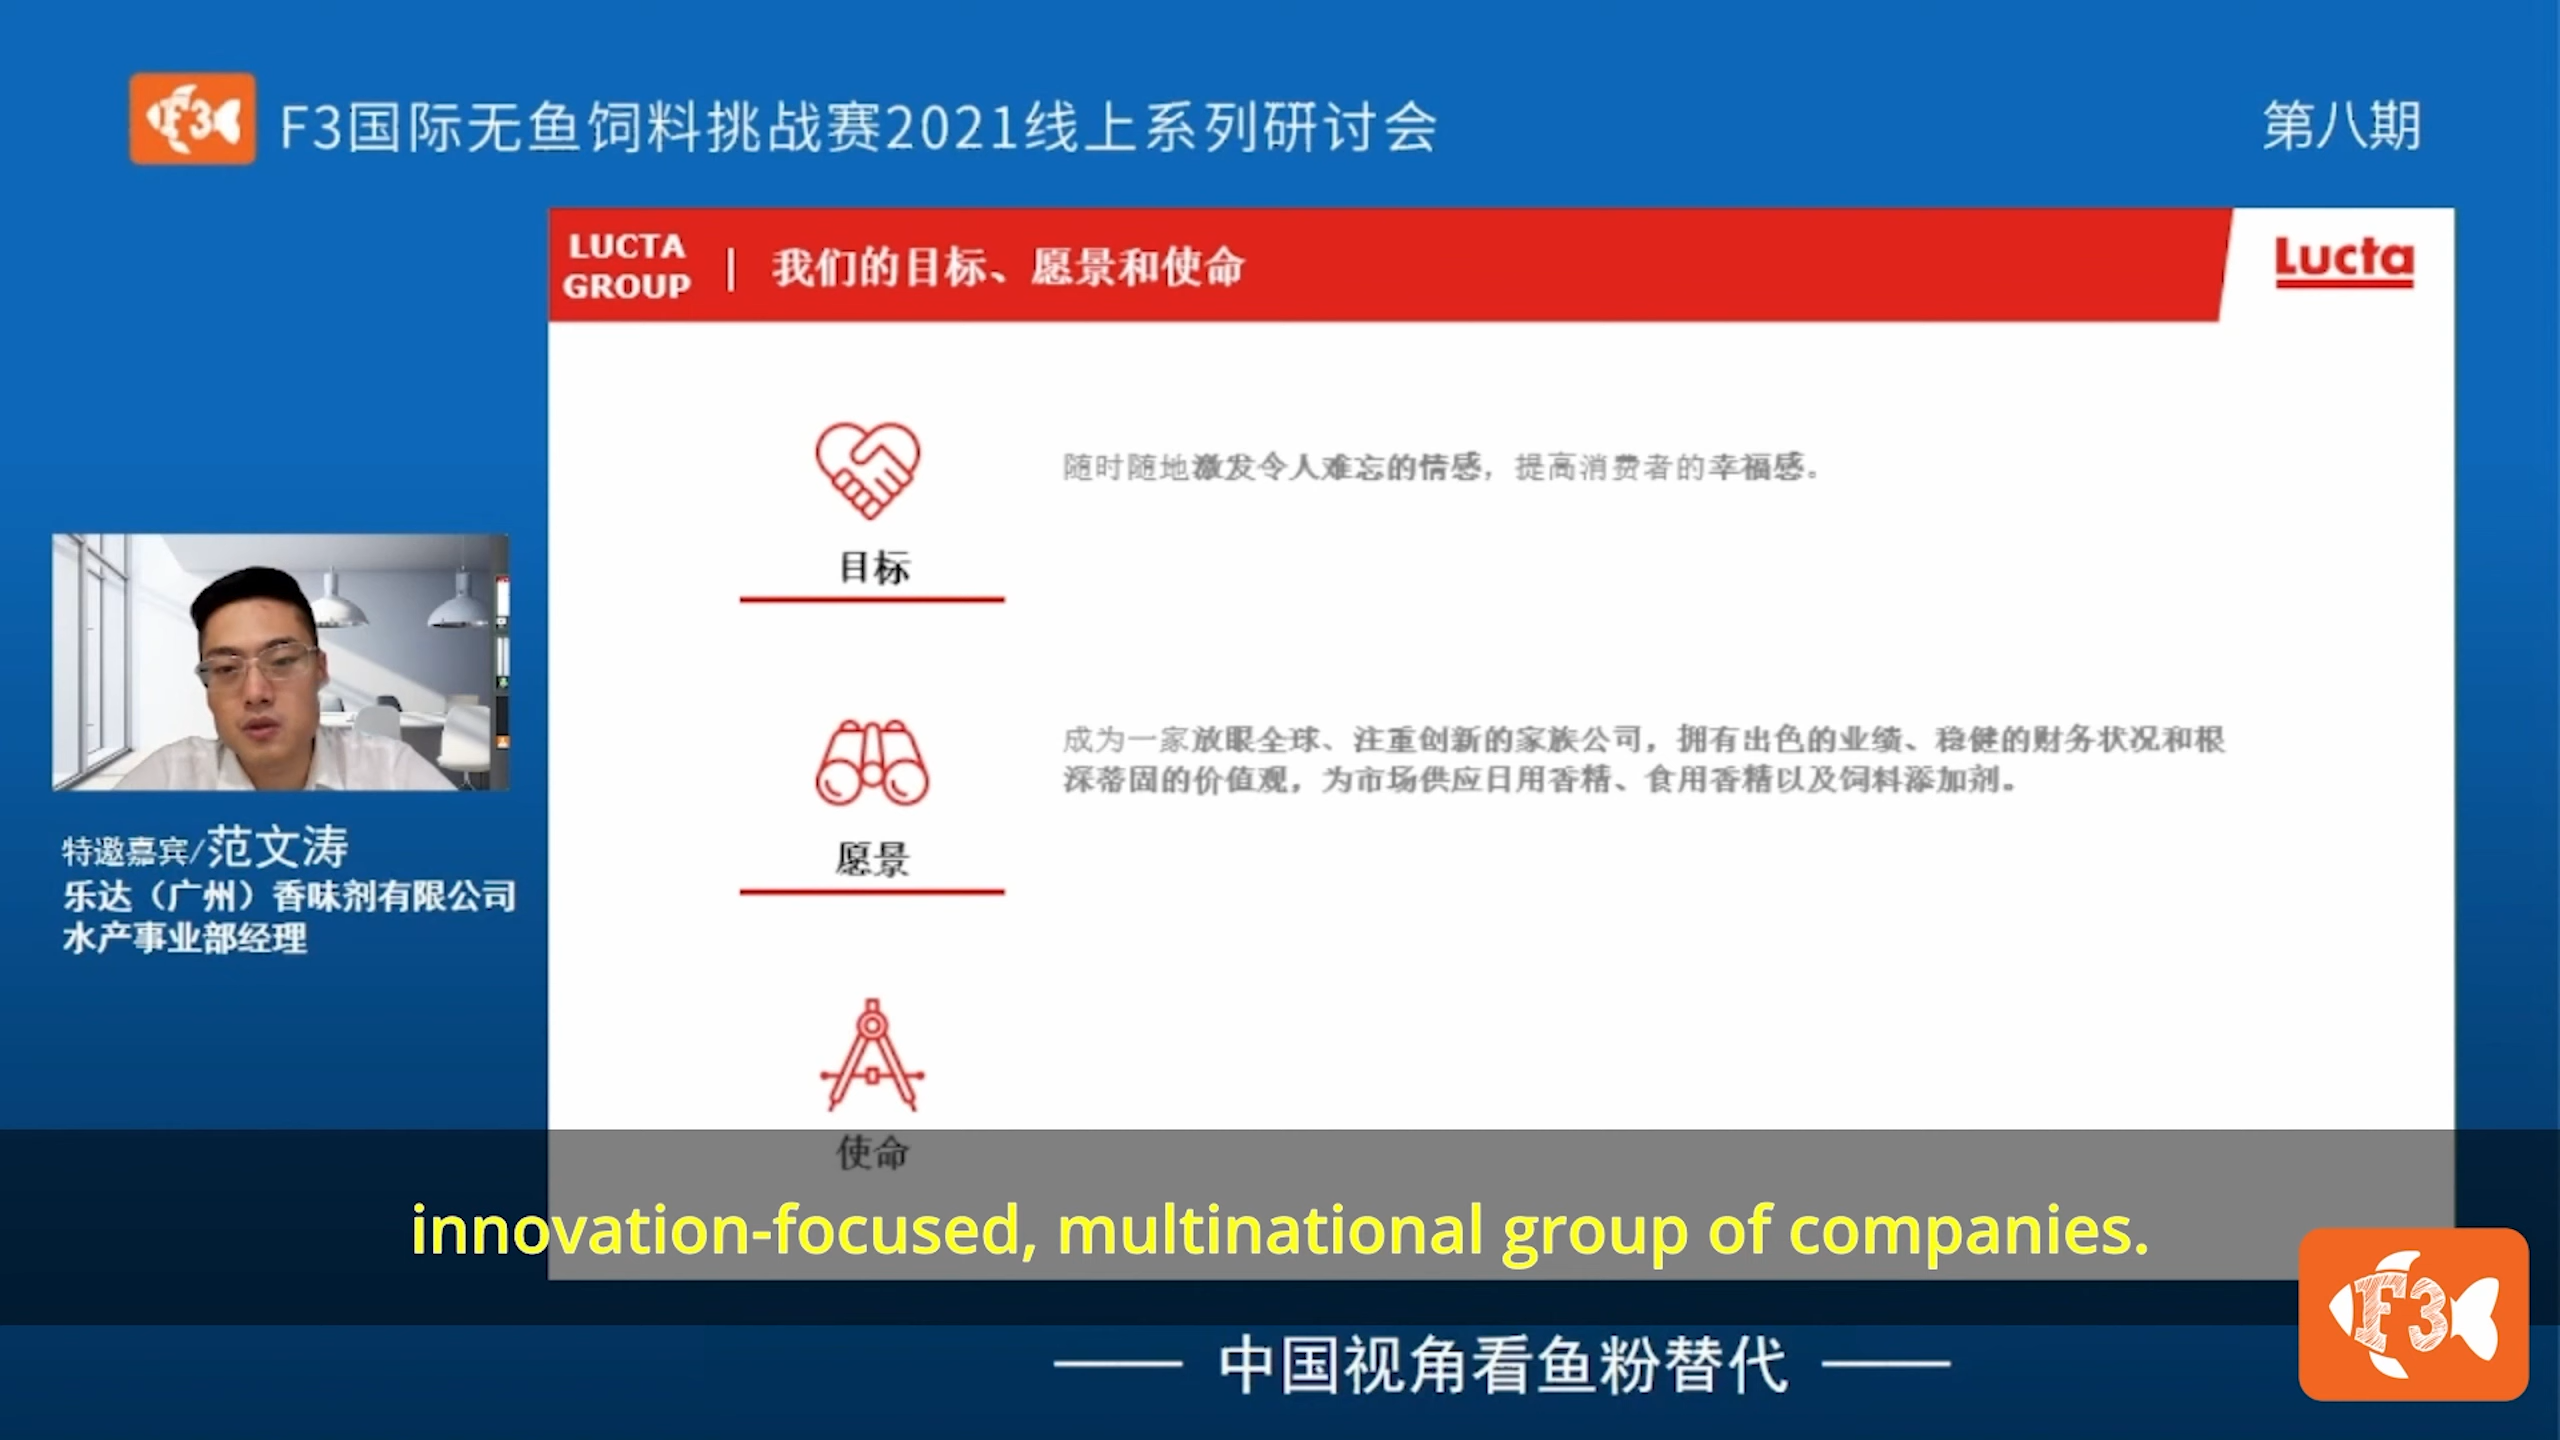 F3
F3国际无鱼饲料挑战赛2021线上系列研讨会
第八期
LUCTA
GROUP
我们的目标、愿景和使命
Lucta
随时随地激发令人难忘的情感，提高消费者的幸福感。
目标
成为一家放眼全球、注重创新的家族公司，拥有出色的业绩、稳健的财务状况和根
深蒂固的价值观，为市场供应日用香精、食用香精以及饲料添加剂。
愿景
特邀嘉宾/范文涛
乐达（广州）香味剂有限公司
水产事业部经理
使命
innovation-focused, multinational group of companies.
F3
中国视角看鱼粉替代